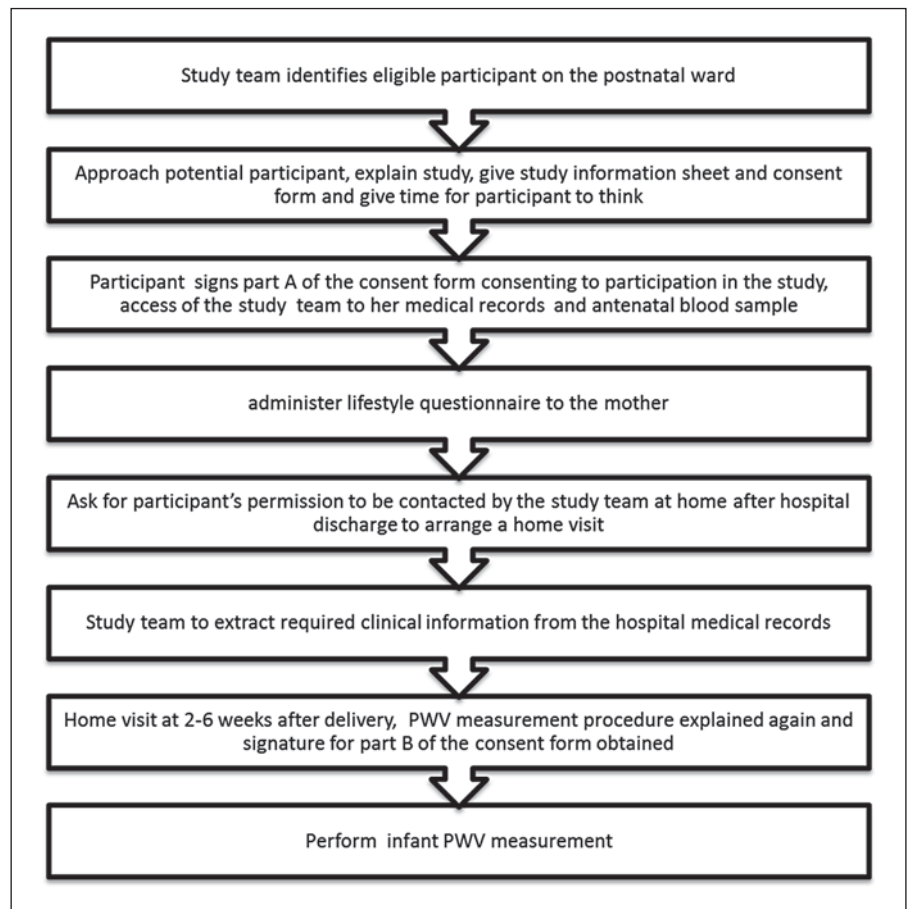 Study team identifies eligible participant on the postnatal ward
Approach potential participant, explain study, give study information sheet and consent
form and give time for participant to think
Participant signs part A of the consent form consenting to participation in the study,
access of the study team to her medical records and antenatal blood sample
administer lifestyle questionnaire to the mother
Ask for participant's permission to be contacted by the study team at home after hospital
discharge to arrange a home visit
Study team to extract required clinical information from the hospital medical records
Home visit at 2-6 weeks after delivery, PWV measurement procedure explained again and
signature for part B of the consent form obtained
Perform infant PWV measurement